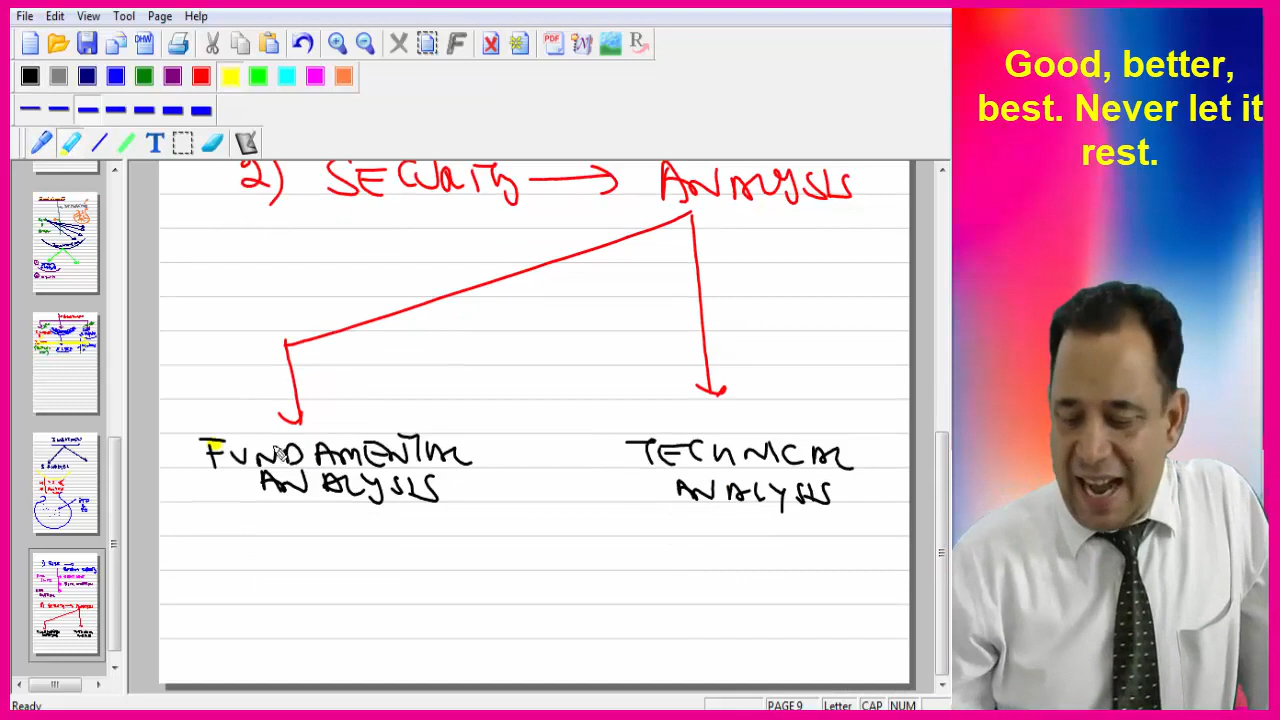 File Edit View Tool Page Help
Good, better,
best. Never let it
rest.
2) SECURITY → ANALYSIS
FUNDAMENTAL
ANALYSIS
TECHNICAL
ANALYSIS
Ready
PAGE 9 Letter CAP NUM